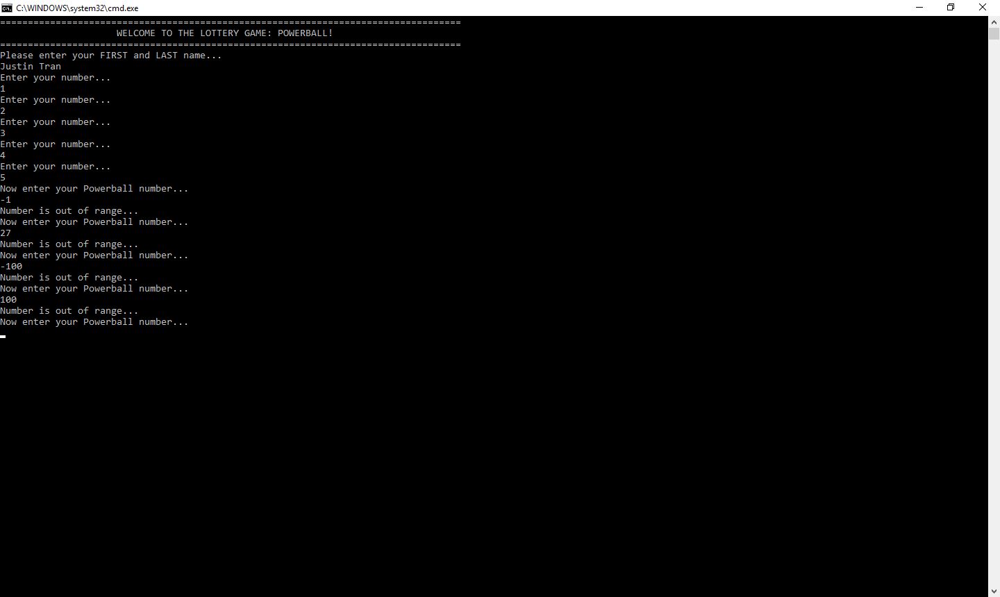 C:\WINDOWS\system32\cmd.exe
===================================================================================
WELCOME TO THE LOTTERY GAME: POWERBALL!
===================================================================================
Please enter your FIRST and LAST name...
Justin Tran
Enter your number...
1
Enter your number...
2
Enter your number...
3
Enter your number...
4
Enter your number...
5
Now enter your Powerball number...
-1
Number is out of range...
Now enter your Powerball number...
27
Number is out of range...
Now enter your Powerball number...
-100
Number is out of range...
Now enter your Powerball number...
100
Number is out of range...
Now enter your Powerball number...